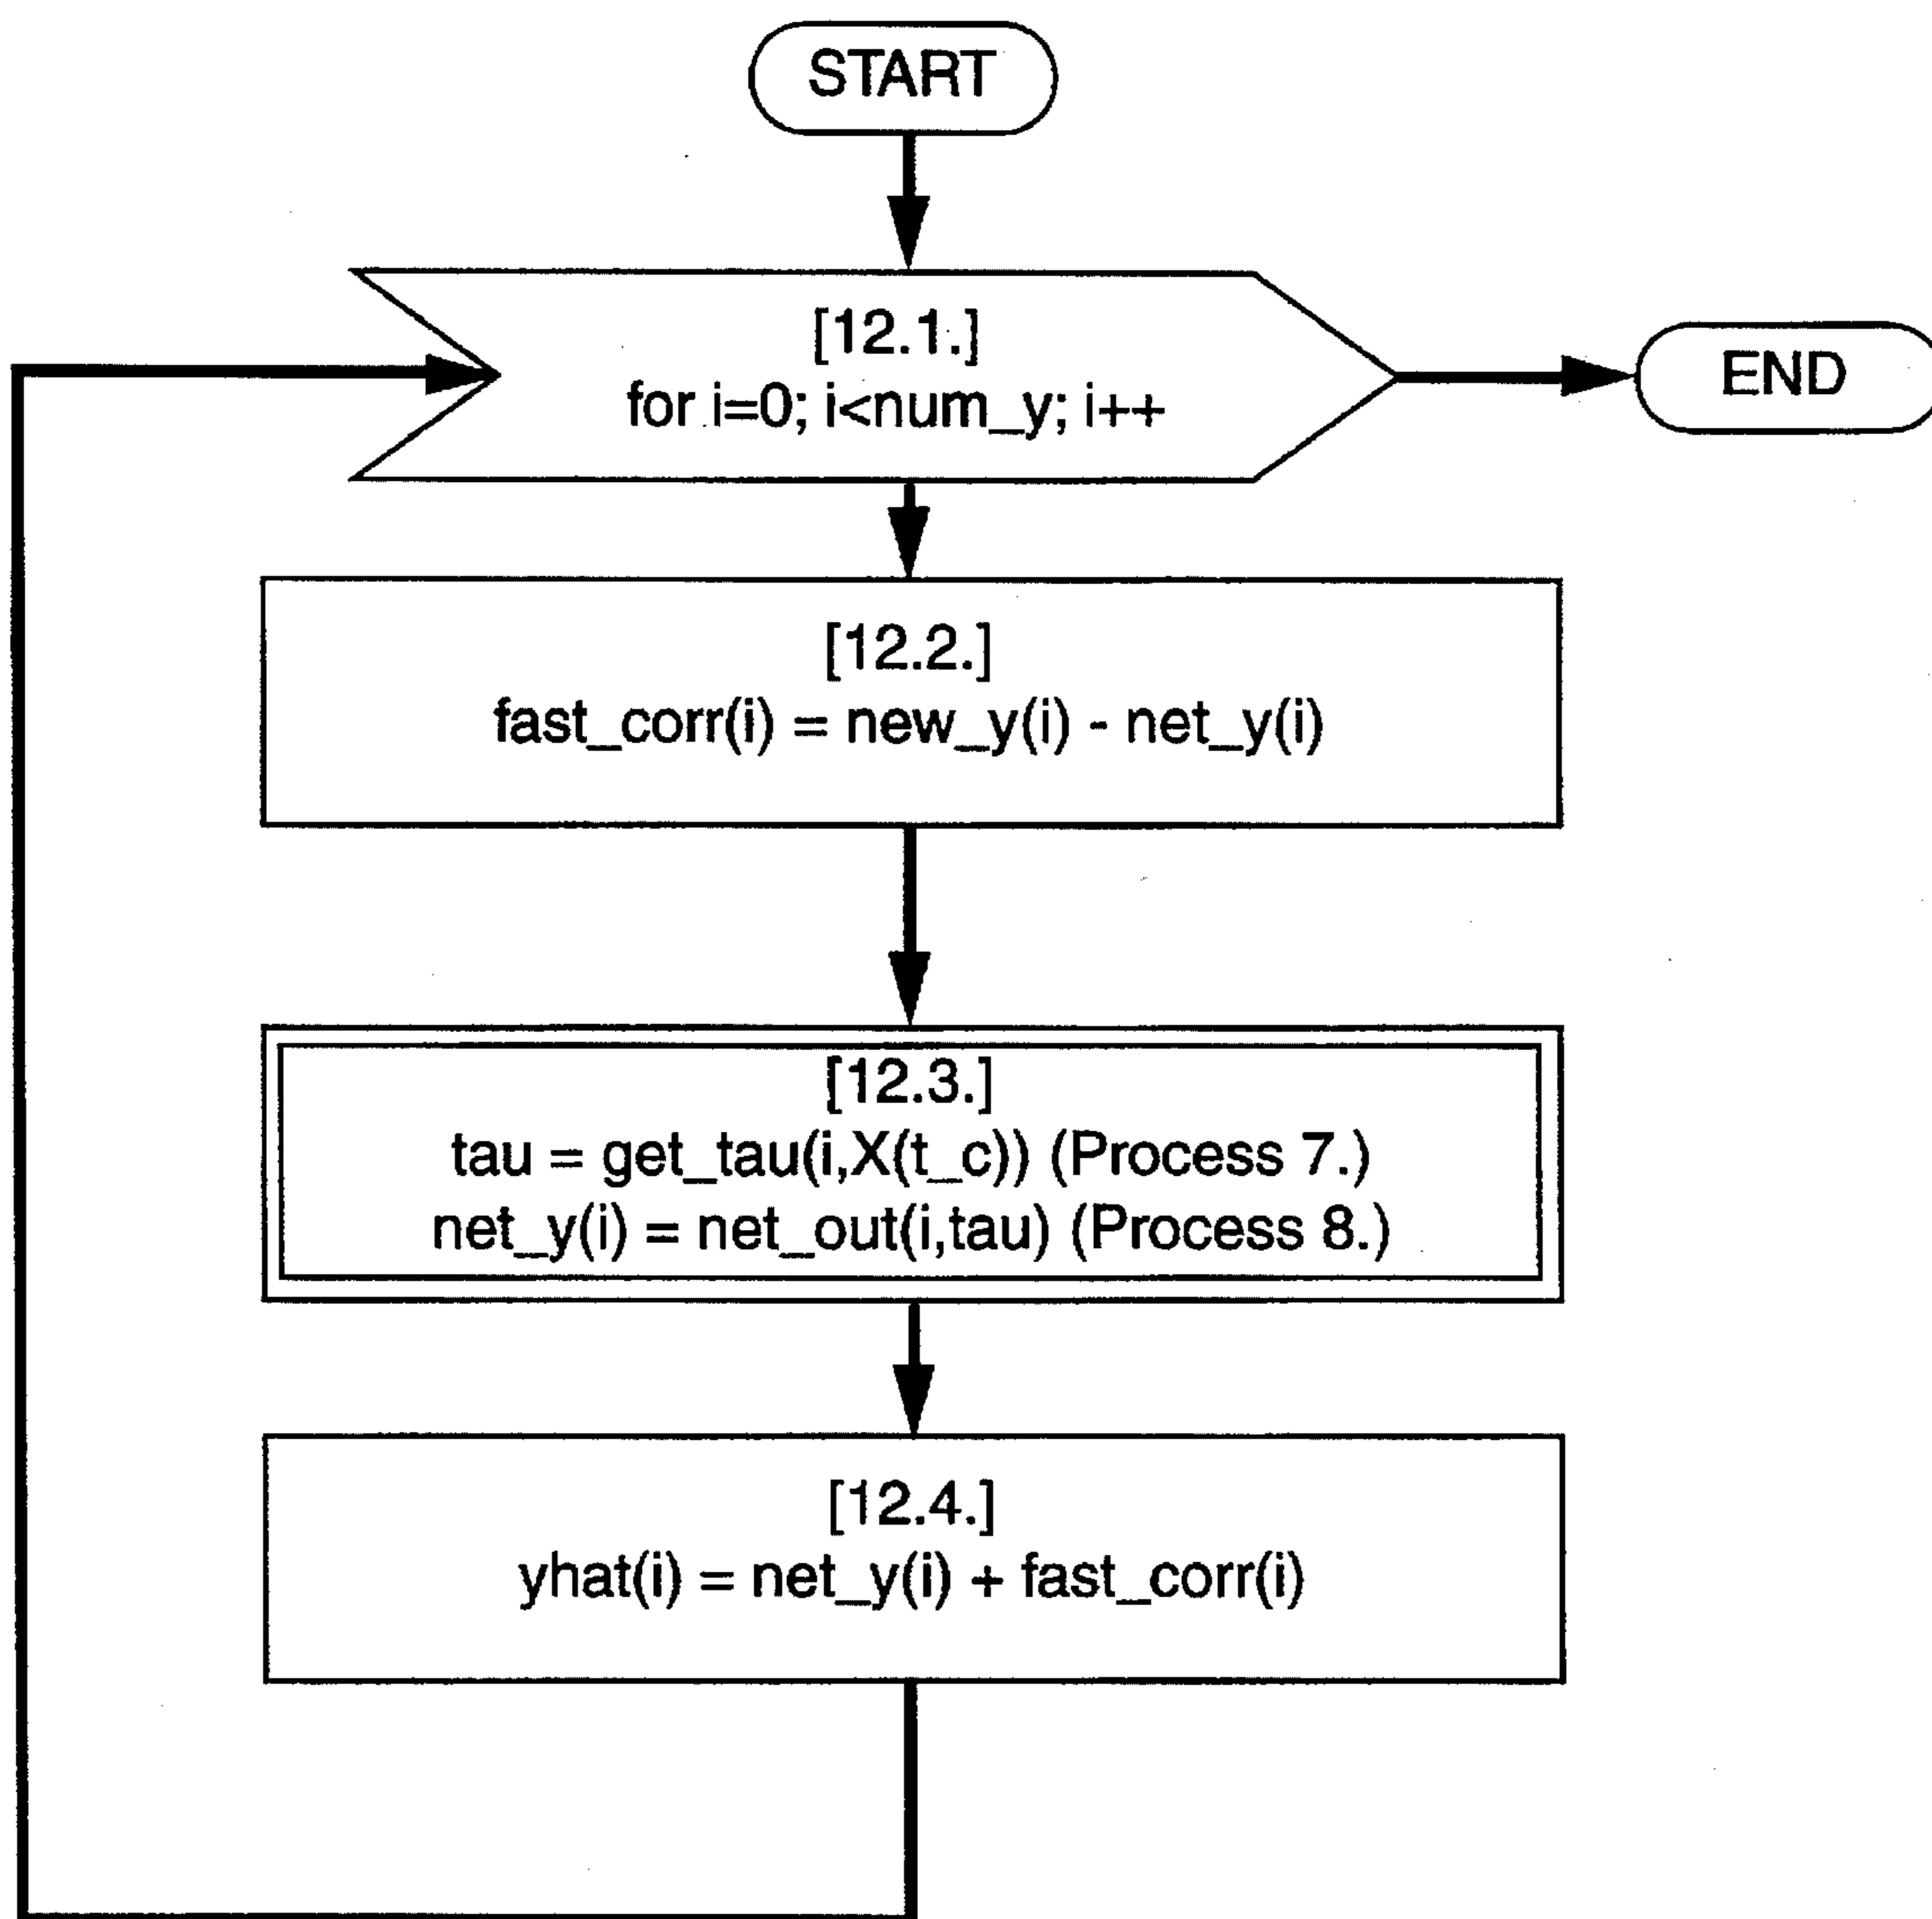 START
[12.1.]
for i=0; i<num_y; i++
END
[12.2.]
fast_corr(i) = new_y(i) - net_y(i)
[12.3.]
tau = get_tau(i,X(t_c)) (Process 7.)
net_y(i) = net_out(i,tau) (Process 8.)
[12.4.]
yhat(i) = net_y(i) + fast_corr(i)